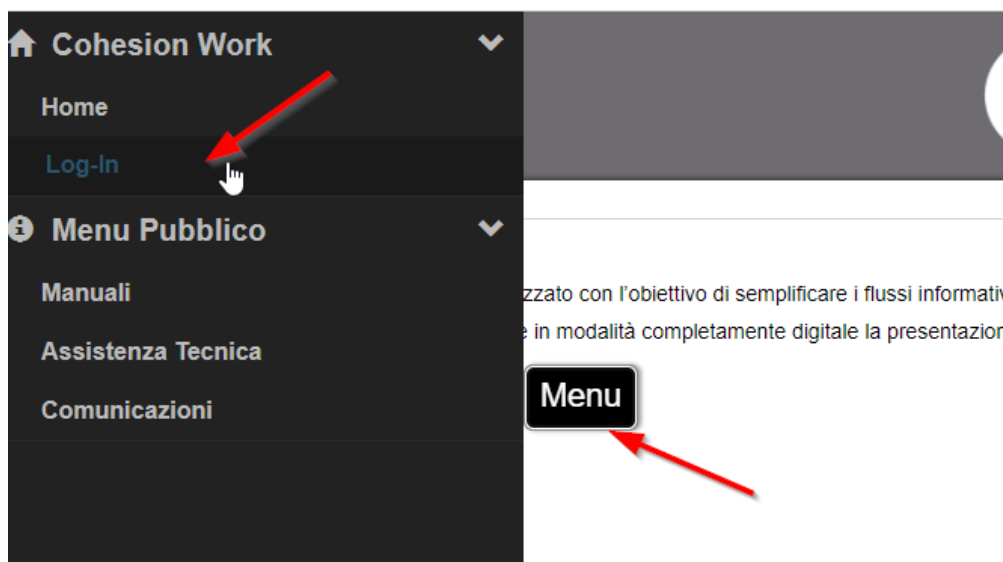 Cohesion Work
Home
Log-In
Menu Pubblico
Manuali
Assistenza Tecnica
Comunicazioni
zzato con l'obiettivo di semplificare i flussi informativ
e in modalità completamente digitale la presentazion
Menu